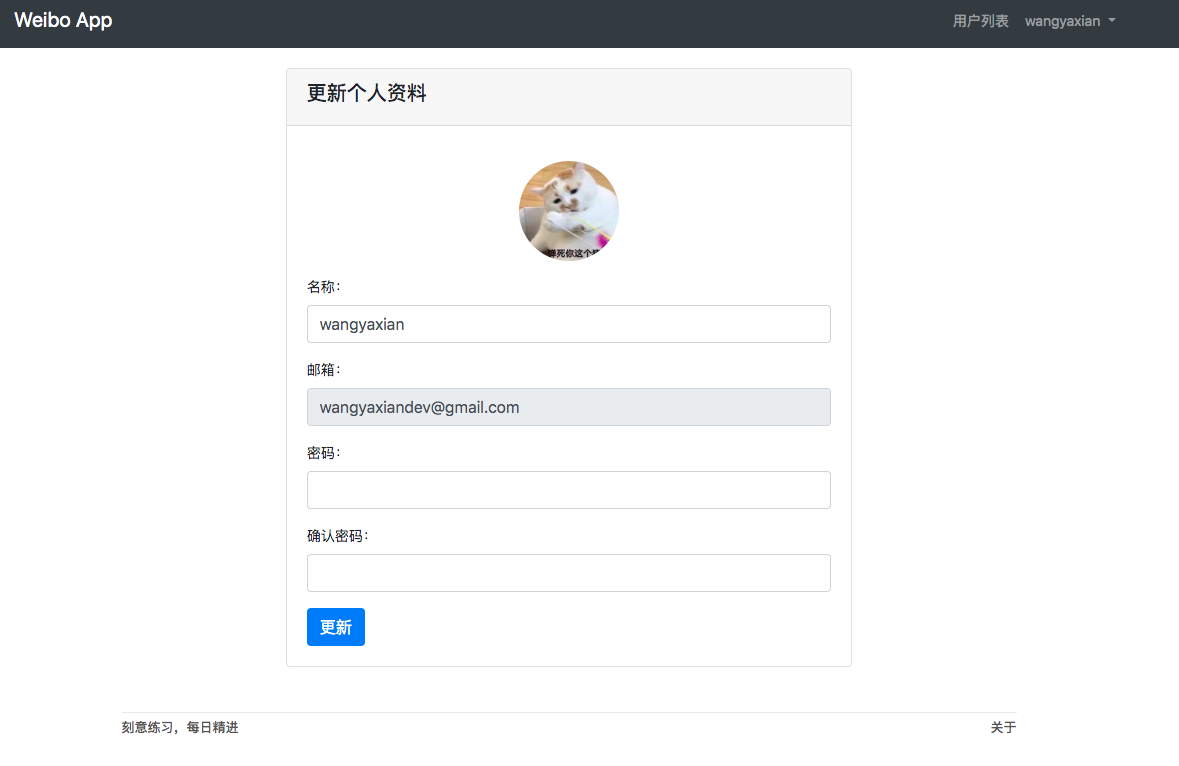 Weibo App
用户列表 wangyaxian
更新个人资料
弹死你这个
名称：
wangyaxian
邮箱：
wangyaxiandev@gmail.com
密码：
确认密码：
更新
刻意练习，每日精进
关于